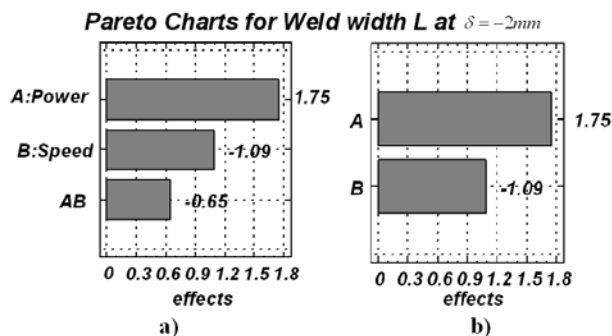 Pareto Charts for Weld width L at δ = −2mm
A:Power
1.75
B:Speed
-1.09
AB
-0.65
0 0.3 0.6 0.9 1.2 1.5 1.8
effects
a)
A
1.75
B
-1.09
0 0.3 0.6 0.9 1.2 1.5 1.8
effects
b)